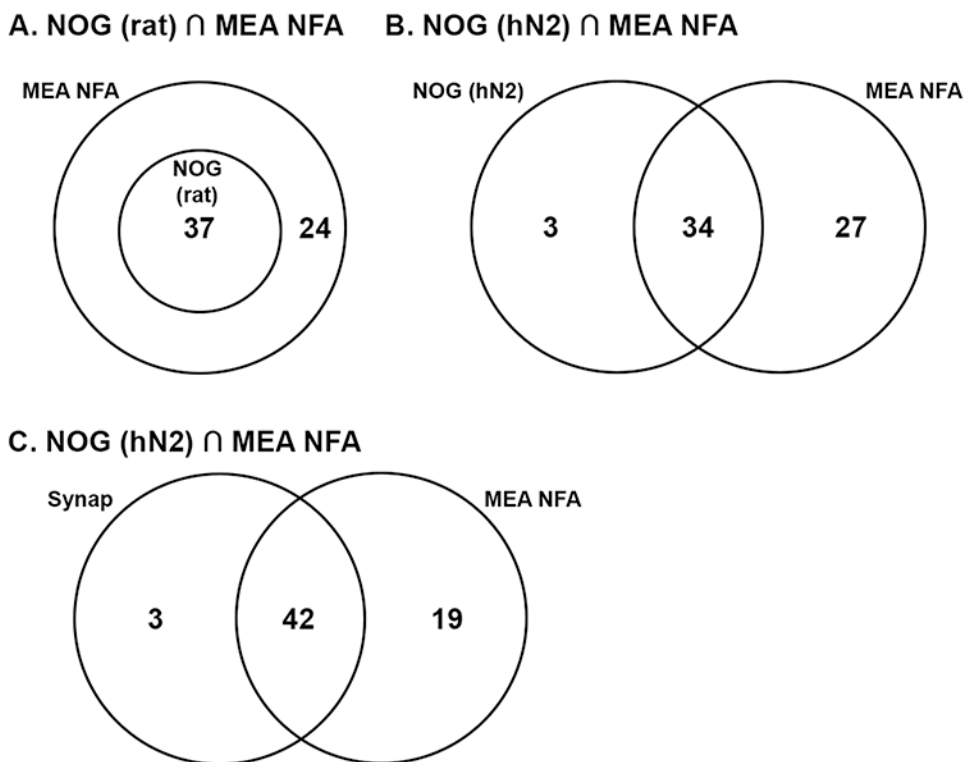 A. NOG (rat) ∩ MEA NFA
B. NOG (hN2) ∩ MEA NFA
MEA NFA
NOG
(rat)
37
24
NOG (hN2)
MEA NFA
3
34
27
C. NOG (hN2) ∩ MEA NFA
Synap
MEA NFA
3
42
19